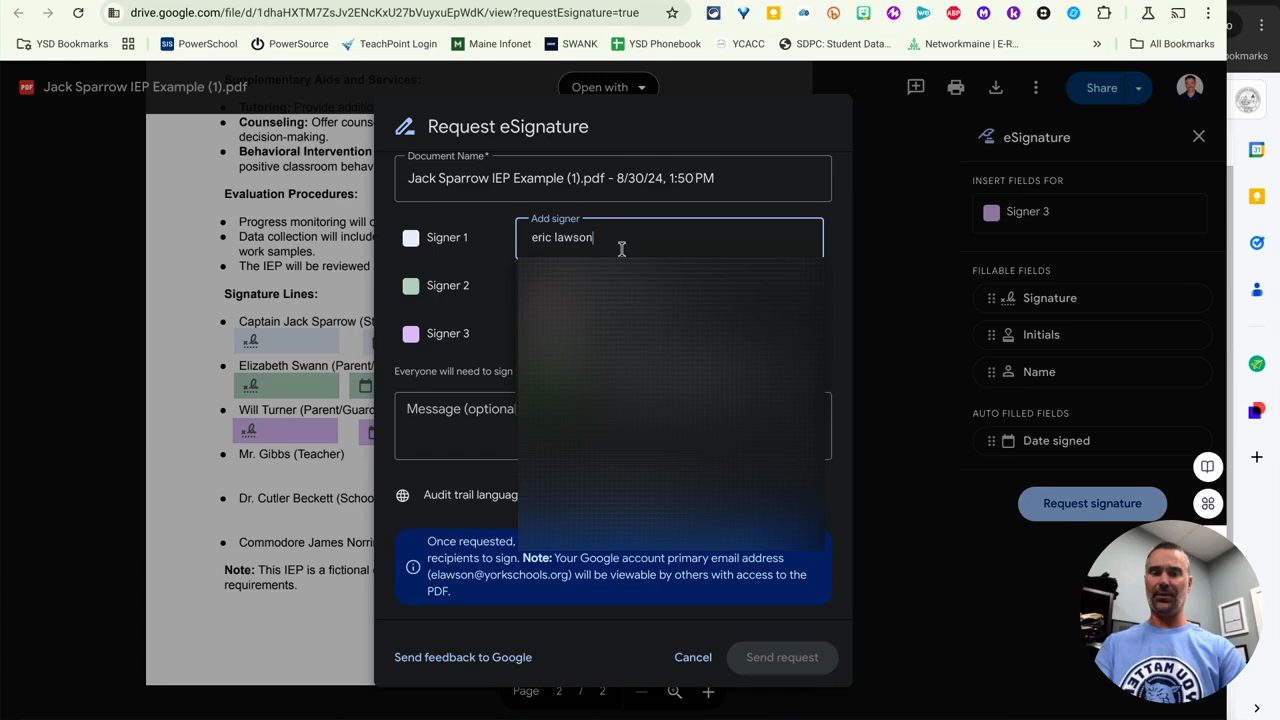 drive.google.com/file/d/1dhaHXTM7ZsJv2ENcKxU27bVuyxuEpWdK/view?requestEsignature=true
YSD Bookmarks
PowerSchool
PowerSource
TeachPoint Login
Maine Infonet
SWANK
YSD Phonebook
YCACC
SDPC: Student Data...
Networkmaine | E-R...
»
All Bookmarks
Jack Sparrow IEP Example (1).pdf
Open with
Share
Supplementary Aids and Services:
Tutoring: Provide additio
Counseling: Offer couns
decision-making.
Behavioral Intervention
positive classroom behav
Evaluation Procedures:
Progress monitoring will o
Data collection will includ
work samples.
The IEP will be reviewed
Signature Lines:
Captain Jack Sparrow (St
Elizabeth Swann (Parent/
Will Turner (Parent/Guard
Mr. Gibbs (Teacher)
Dr. Cutler Beckett (Schoo
Commodore James Norri
Note: This IEP is a fictional
requirements.
Request eSignature
Document Name*
Jack Sparrow IEP Example (1).pdf - 8/30/24, 1:50 PM
Signer 1
Add signer
eric lawson
Signer 2
Signer 3
Everyone will need to sign
Message (optional
Audit trail language
Once requested,
recipients to sign. Note: Your Google account primary email address
(elawson@yorkschools.org) will be viewable by others with access to the
PDF.
Send feedback to Google
Cancel
Send request
Page 2 / 2
eSignature
INSERT FIELDS FOR
Signer 3
FILLABLE FIELDS
Signature
Initials
Name
AUTO FILLED FIELDS
Date signed
Request signature